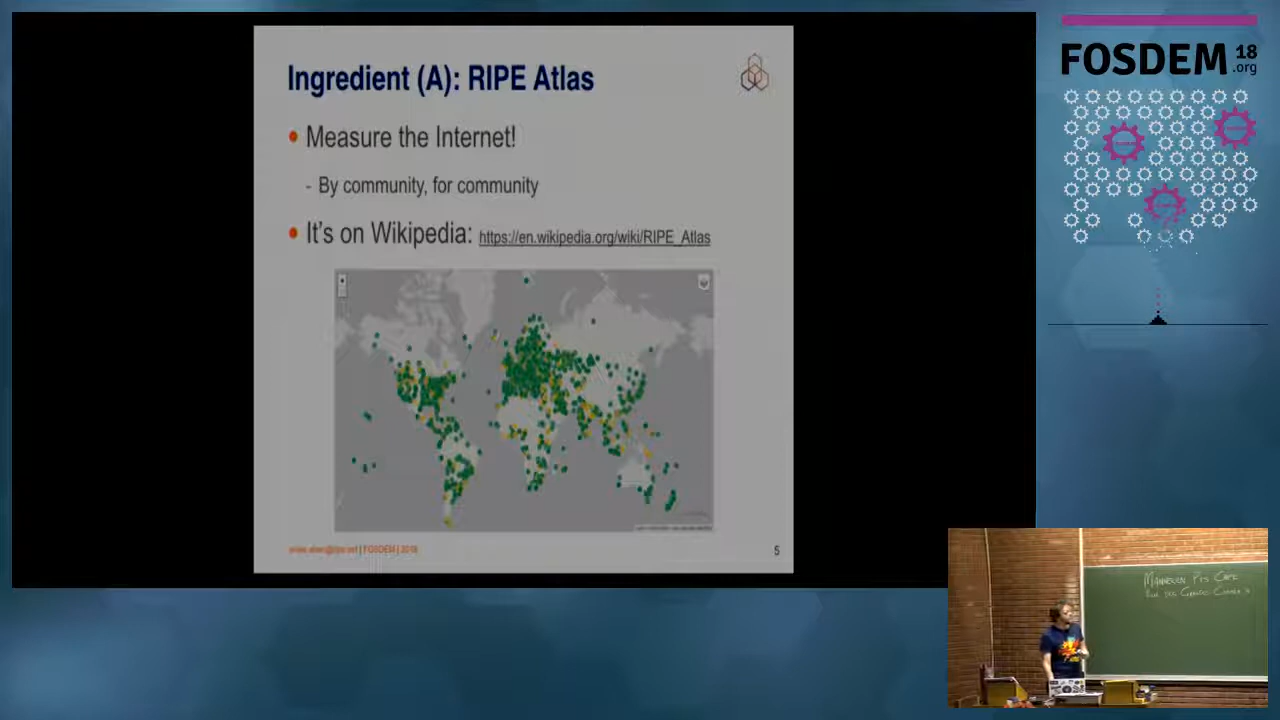 Ingredient (A): RIPE Atlas
• Measure the Internet!
- By community, for community
• It's on Wikipedia: https://en.wikipedia.org/wiki/RIPE_Atlas
| FOSDEM | 2018
5
FOSDEM 18
.org